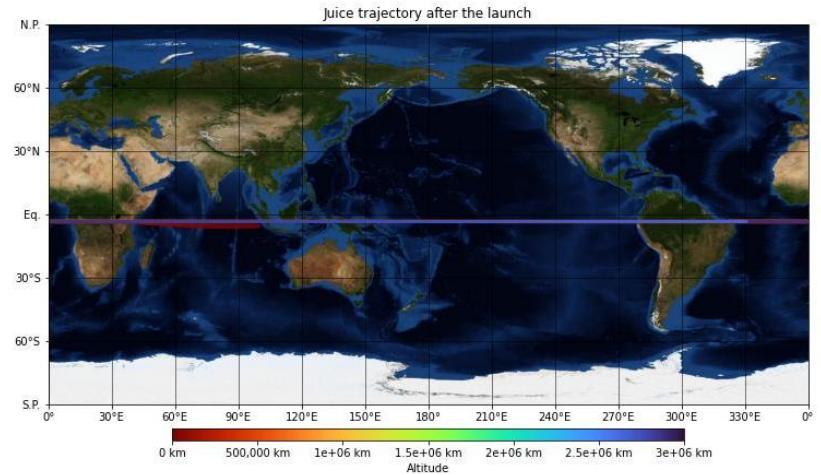 Juice trajectory after the launch
N.P.
60°N
30°N
Eq.
30°S
60°S
S.P.
0° 30°E 60°E 90°E 120°E 150°E 180° 210°E 240°E 270°E 300°E 330°E 0°
0 km 500,000 km 1e+06 km 1.5e+06 km 2e+06 km 2.5e+06 km 3e+06 km
Altitude